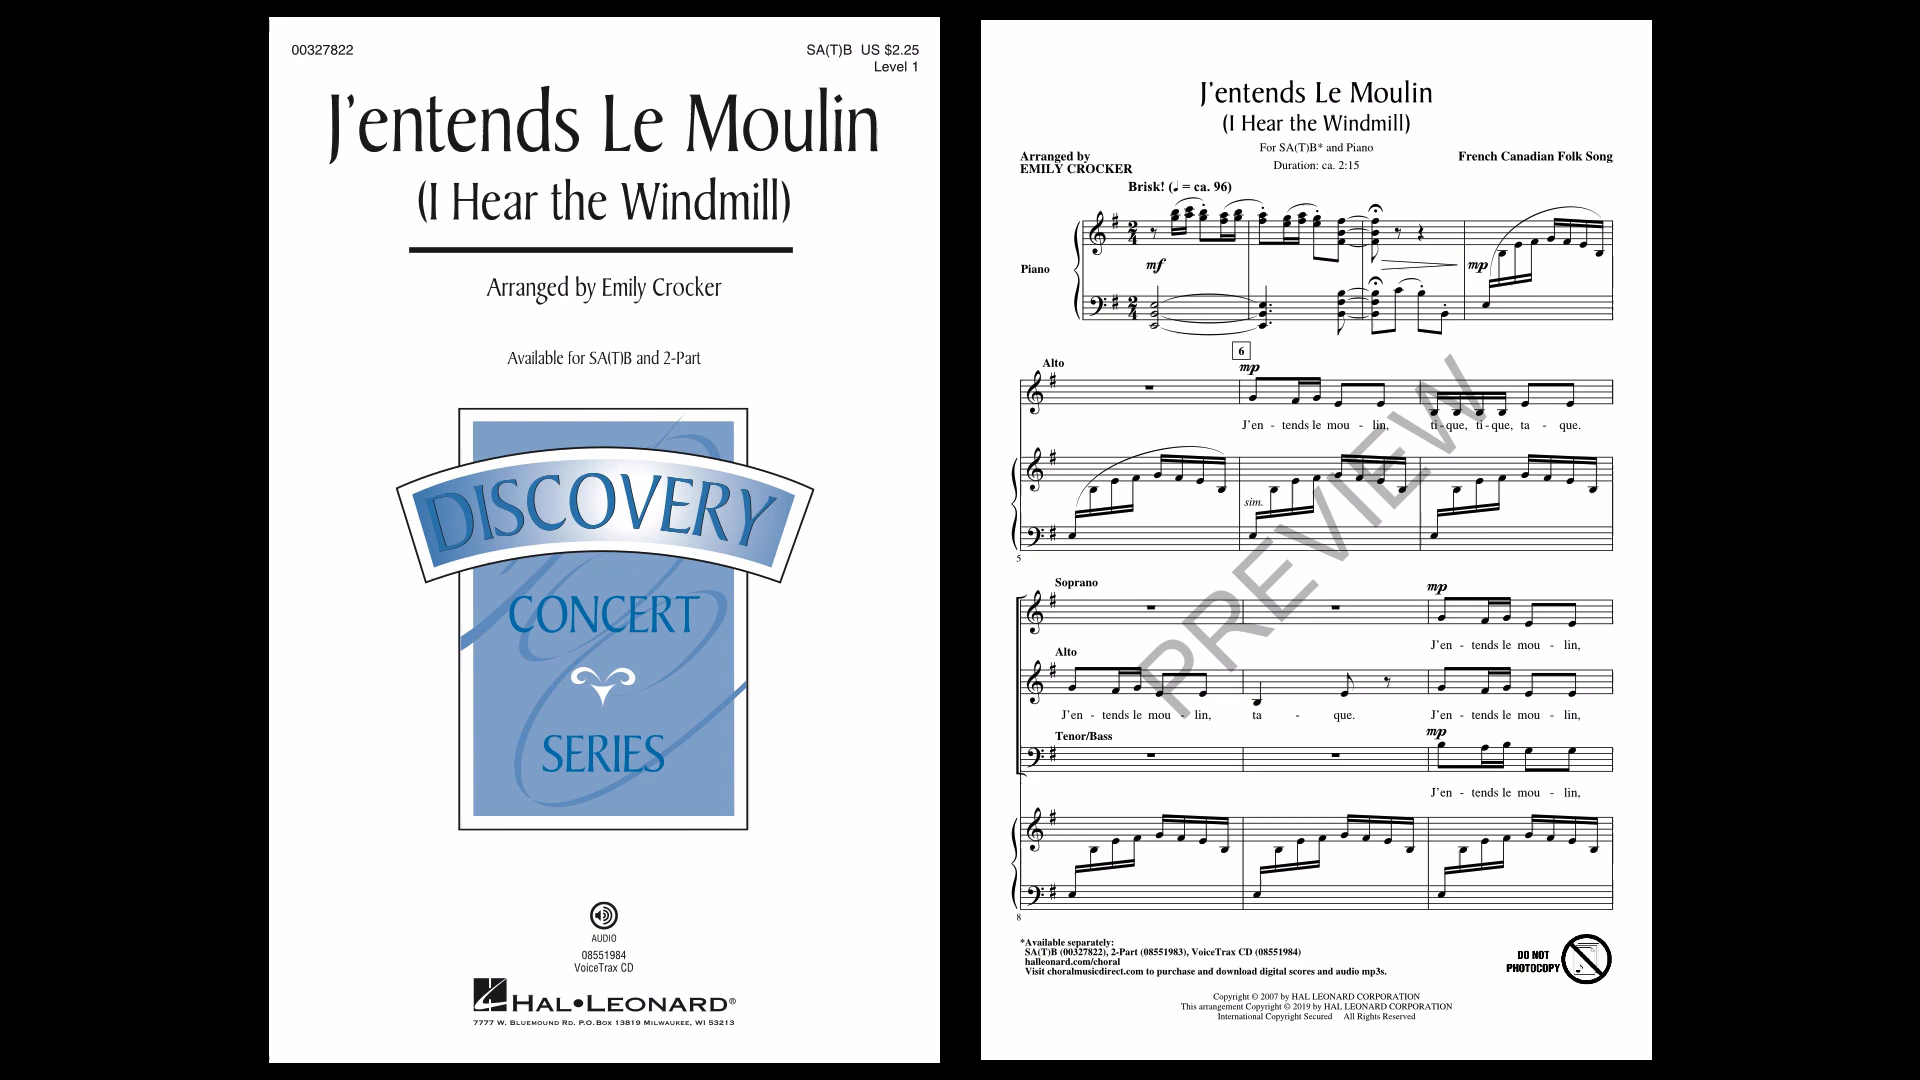 00327822
SA(T)B US $2.25
Level 1
J'entends Le Moulin
(I Hear the Windmill)
Arranged by Emily Crocker
Available for SA(T)B and 2-Part
DISCOVERY
CONCERT
SERIES
AUDIO
08551984
VoiceTrax CD
HAL•LEONARD®
7777 W. BLUEMOUND RD. P.O. BOX 13819 MILWAUKEE, WI 53213
J'entends Le Moulin
(I Hear the Windmill)
For SA(T)B* and Piano
Duration: ca. 2:15
Arranged by
EMILY CROCKER
French Canadian Folk Song
Brisk! (♩ = ca. 96)
Piano
mf
mp
6
Alto
mp
J'en - tends le mou - lin, ti - que, ti - que, ta - que.
sim.
5
Soprano
mp
J'en - tends le mou - lin,
Alto
J'en - tends le mou - lin, ta - que. J'en - tends le mou - lin,
Tenor/Bass
mp
J'en - tends le mou - lin,
8
PREVIEW
*Available separately:
SA(T)B (00327822), 2-Part (08551983), VoiceTrax CD (08551984)
halleonard.com/choral
Visit choralmusicdirect.com to purchase and download digital scores and audio mp3s.
DO NOT
PHOTOCOPY
Copyright © 2007 by HAL LEONARD CORPORATION
This arrangement Copyright © 2019 by HAL LEONARD CORPORATION
International Copyright Secured All Rights Reserved